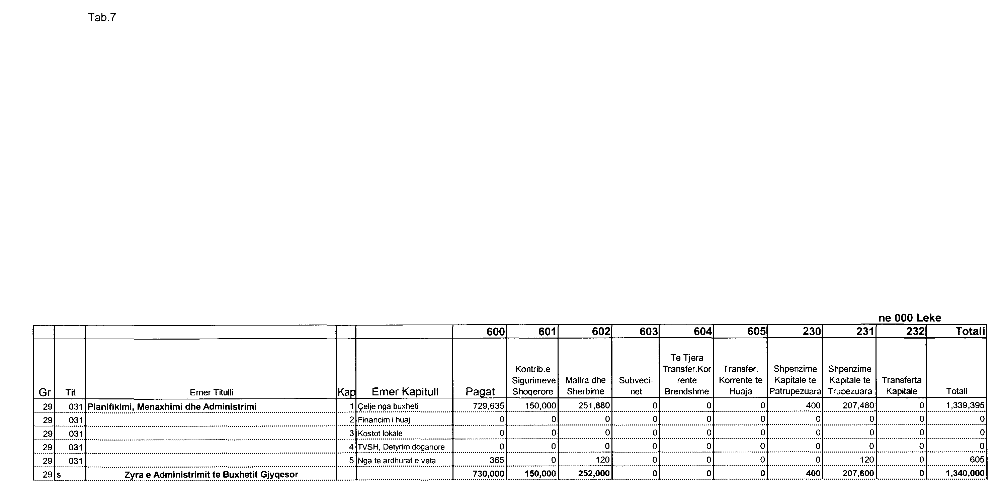 Tab.7
ne 000 Leke
600 601 602 603 604 605 230 231 232 Totali
Te Tjera
Kontrib.e Transfer.Kor Transfer. Shpenzime Shpenzime
Sigurimeve Mallra dhe Subveci- rente Korrente te Kapitale te Kapitale te Transferta
Gr Tit Emer Titulli Kap Emer Kapitull Pagat Shoqerore Sherbime net Brendshme Huaja Patrupezuara Trupezuara Kapitale Totali
29 031 Planifikimi, Menaxhimi dhe Administrimi 1 Çelje nga buxheti 729,635 150,000 251,880 0 0 0 400 207,480 0 1,339,395
29 031 2 Financim i huaj 0 0 0 0 0 0 0 0 0 0
29 031 3 Kostot lokale 0 0 0 0 0 0 0 0 0 0
29 031 4 TVSH, Detyrim doganore 0 0 0 0 0 0 0 0 0 0
29 031 5 Nga te ardhurat e veta 365 0 120 0 0 0 0 120 0 605
29 s Zyra e Administrimit te Buxhetit Gjyqesor 730,000 150,000 252,000 0 0 0 400 207,600 0 1,340,000